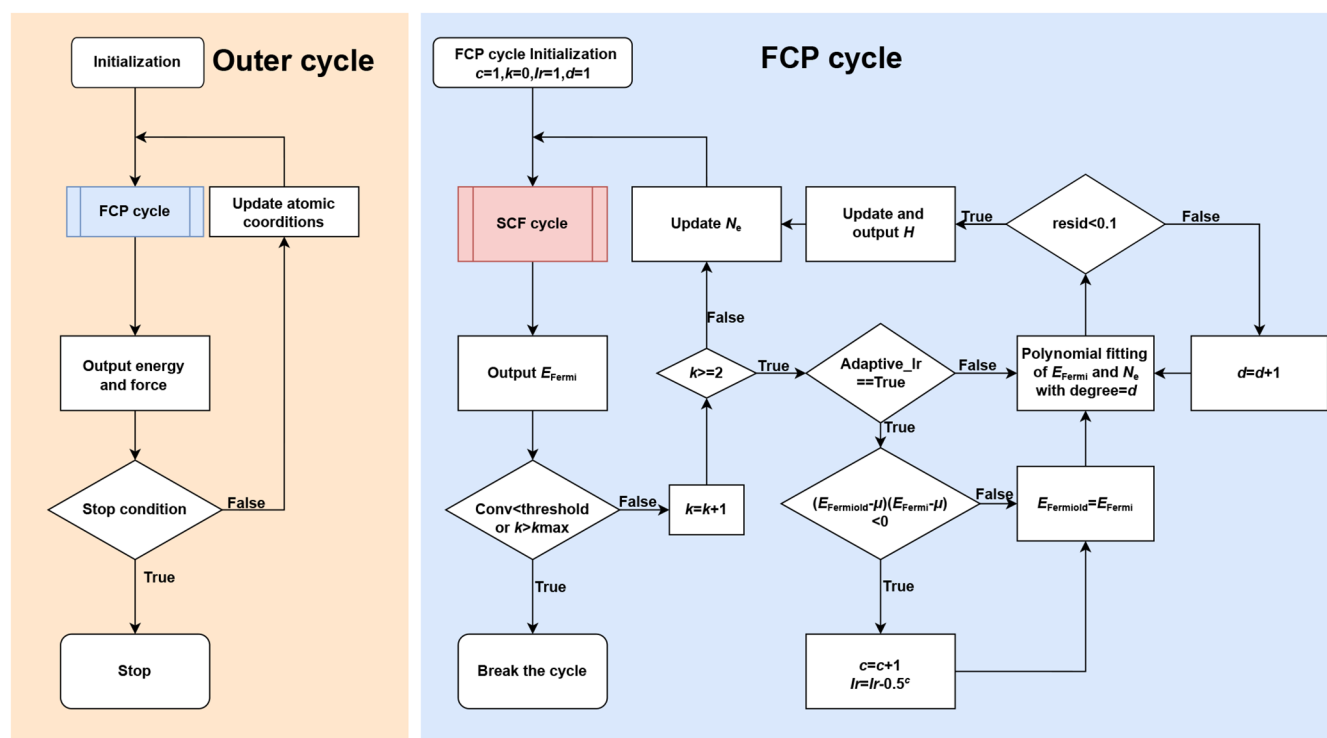 Outer cycle
Initialization
FCP cycle
Update atomic
coorditions
Output energy
and force
Stop condition
False
True
Stop
FCP cycle
FCP cycle Initialization
c=1,k=0,lr=1,d=1
SCF cycle
Update Ne
Update and
output H
True
resid<0.1
False
Output EFermi
False
k>=2
True
Adaptive_lr
==True
False
Polynomial fitting
of EFermi and Ne
with degree=d
d=d+1
True
Conv<threshold
or k>kmax
False
k=k+1
(EFermiold-μ)(EFermi-μ)
<0
False
EFermiold=EFermi
True
True
Break the cycle
c=c+1
lr=lr-0.5ᶜ